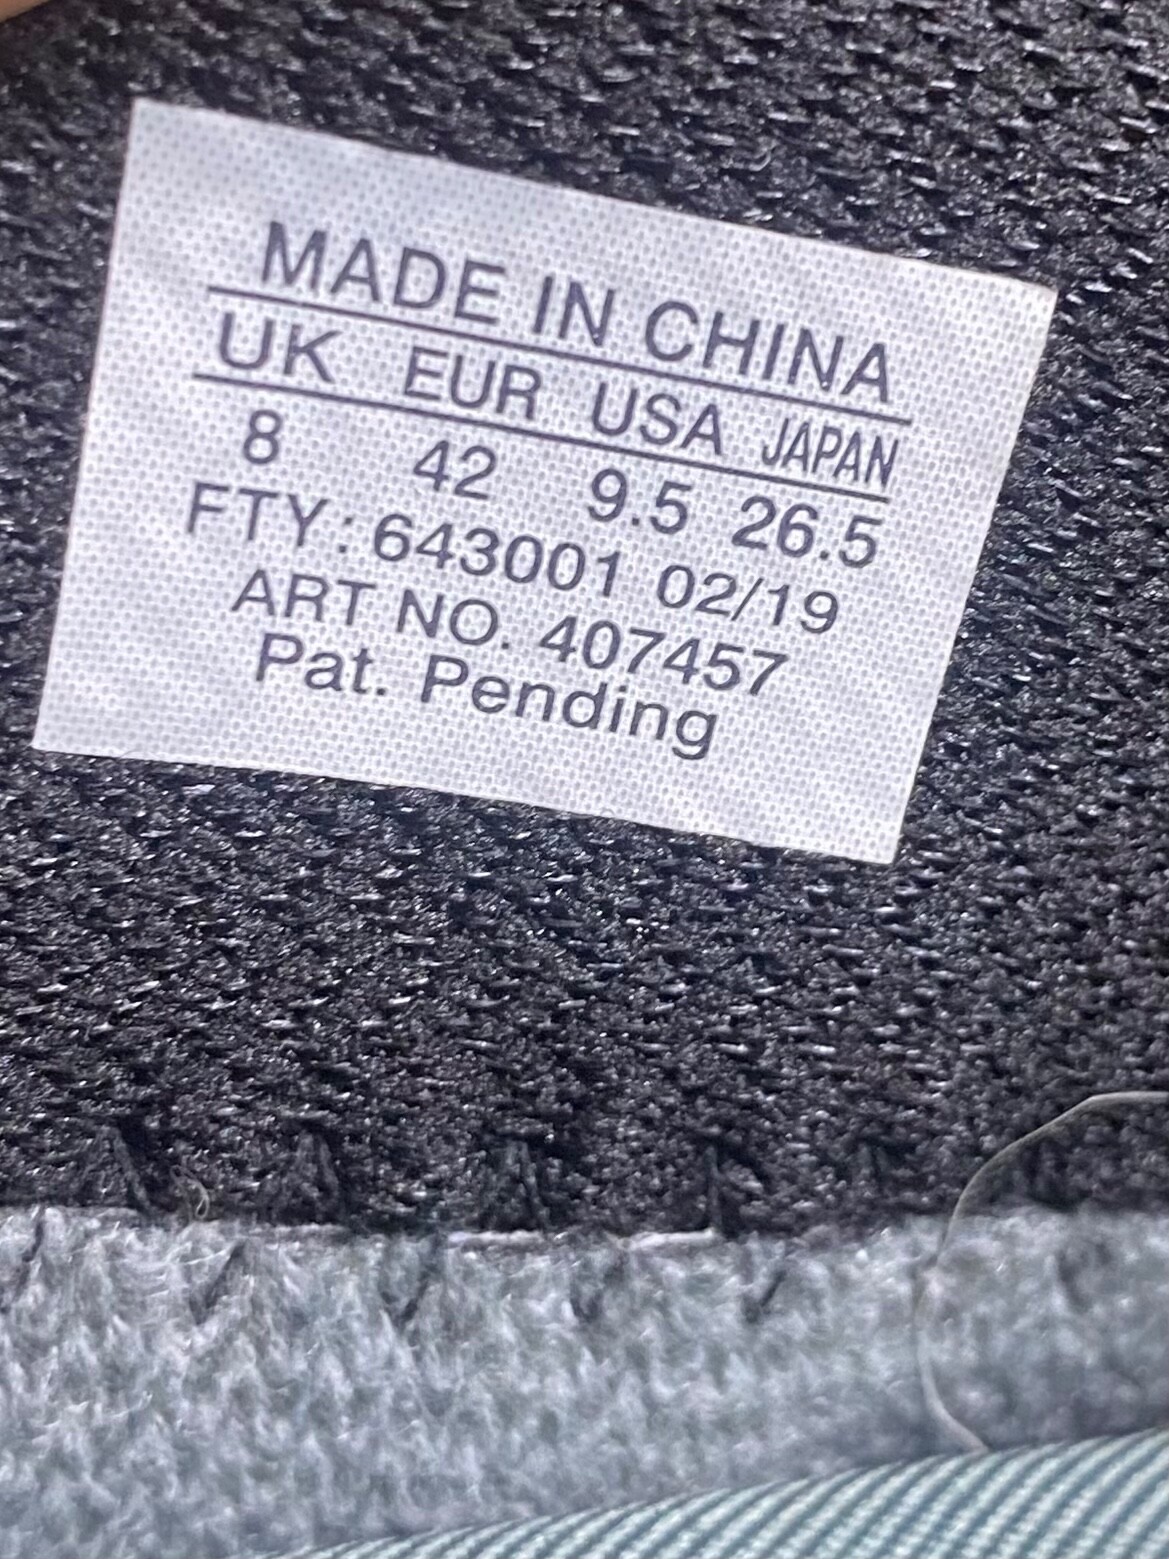 MADE IN CHINA
UK EUR USA JAPAN
8 42 9.5 26.5
FTY: 643001 02/19
ART NO. 407457
Pat. Pending